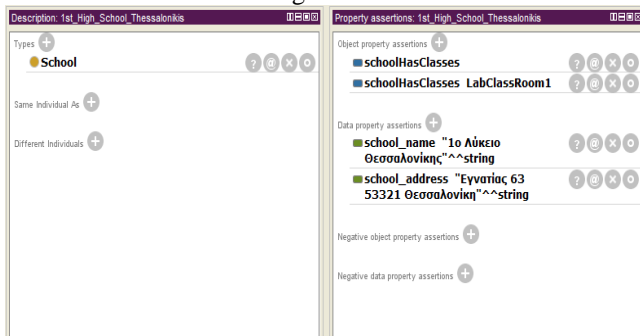 Description: 1st_High_School_Thessalonikis
Types
School
Same Individual As
Different Individuals
Property assertions: 1st_High_School_Thessalonikis
Object property assertions
schoolHasClasses
schoolHasClasses LabClassRoom1
Data property assertions
school_name "1ο Λύκειο
Θεσσαλονίκης"^^string
school_address "Εγνατίας 63
53321 Θεσσαλονίκη"^^string
Negative object property assertions
Negative data property assertions